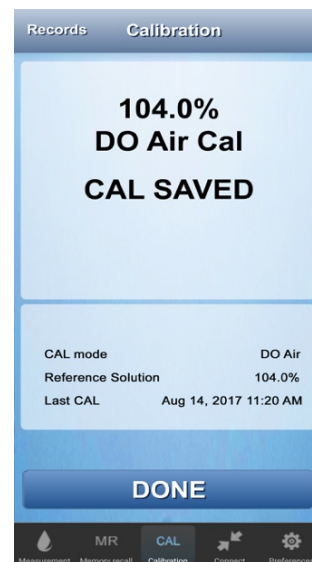 Records Calibration
104.0%
DO Air Cal
CAL SAVED
CAL mode DO Air
Reference Solution 104.0%
Last CAL Aug 14, 2017 11:20 AM
DONE
MR CAL
Measurement Memory recall Calibration Connect Preferences